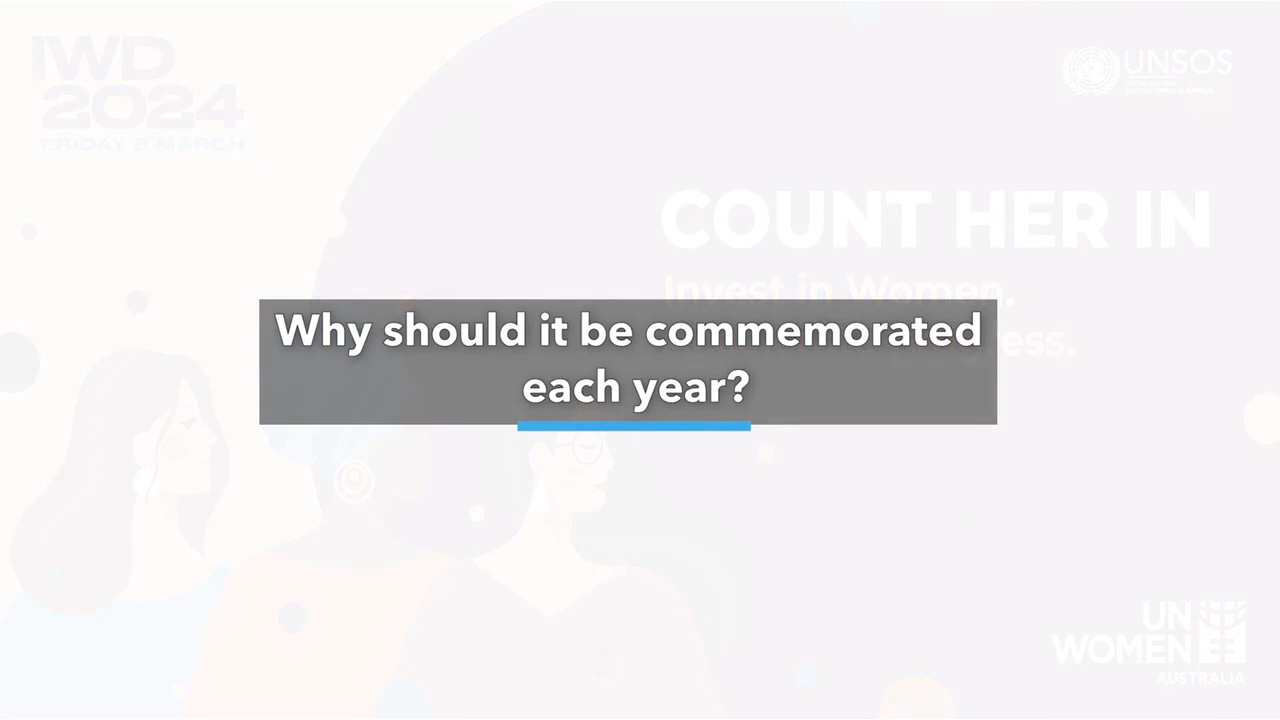 IWD
2024
FRIDAY 8 MARCH
UNSOS
COUNT HER IN
Invest in Women.
Why should it be commemorated
each year?
UN
WOMEN
AUSTRALIA